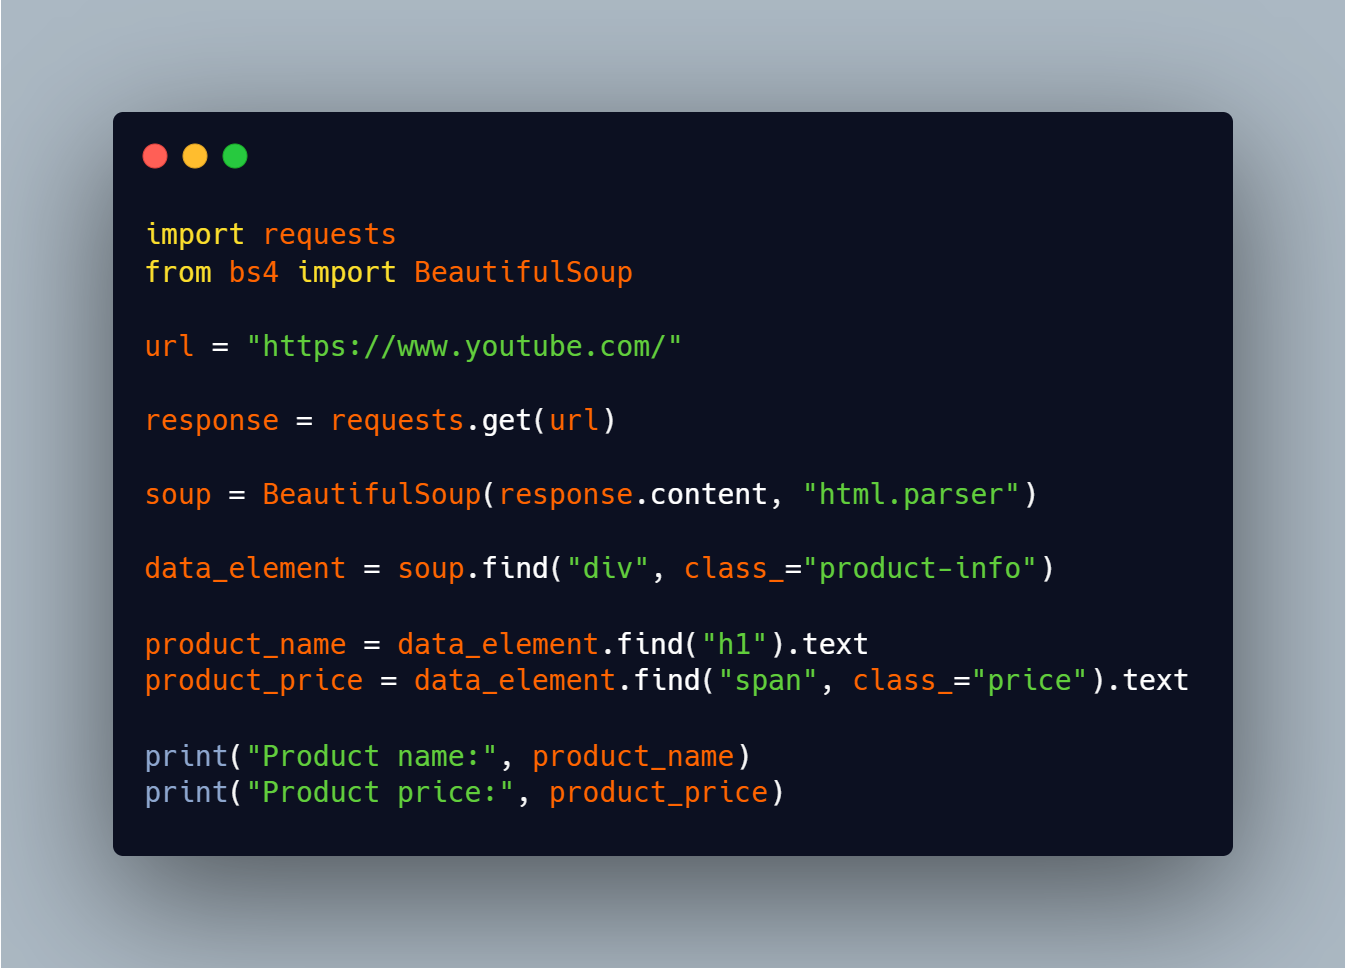 import requests
from bs4 import BeautifulSoup
url = "https://www.youtube.com/"
response = requests.get(url)
soup = BeautifulSoup(response.content, "html.parser")
data_element = soup.find("div", class_="product-info")
product_name = data_element.find("h1").text
product_price = data_element.find("span", class_="price").text
print("Product name:", product_name)
print("Product price:", product_price)